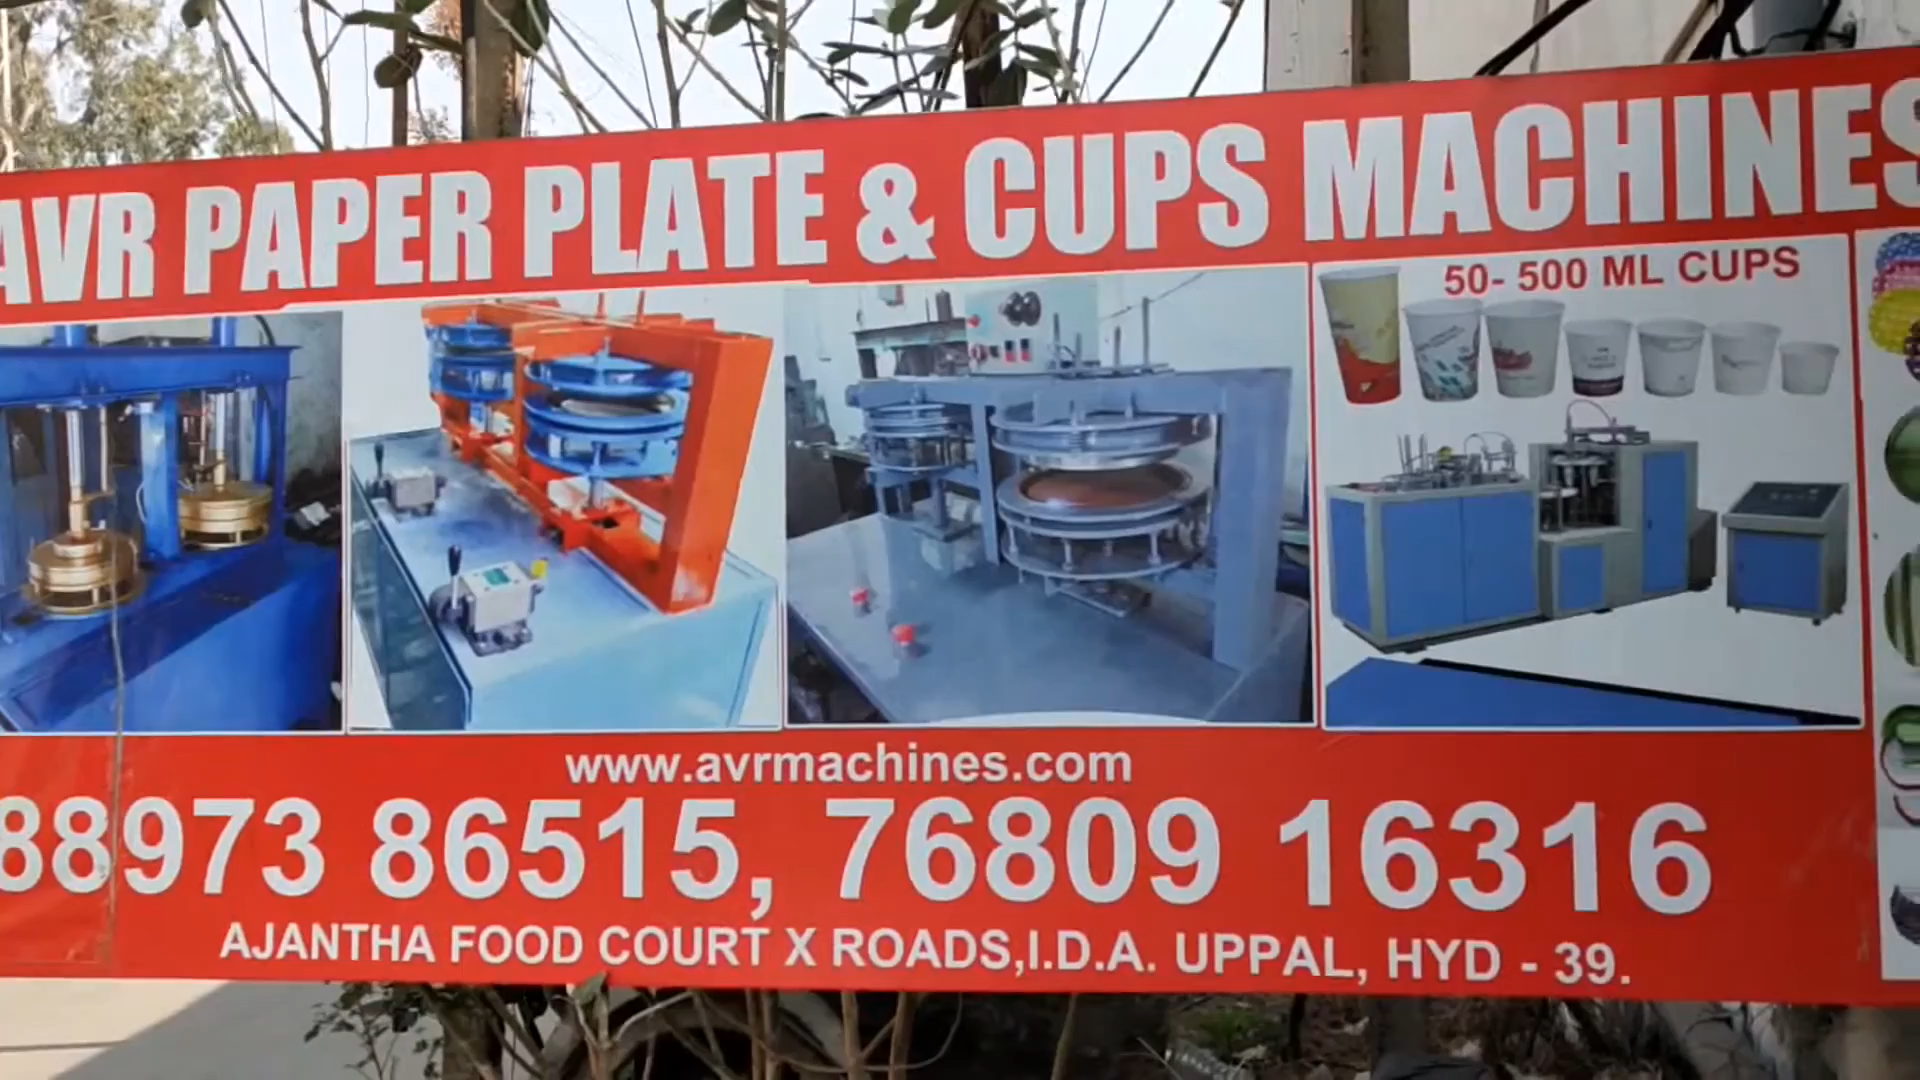 AVR PAPER PLATE & CUPS MACHINES
50- 500 ML CUPS
www.avrmachines.com
88973 86515, 76809 16316
AJANTHA FOOD COURT X ROADS,I.D.A. UPPAL, HYD - 39.